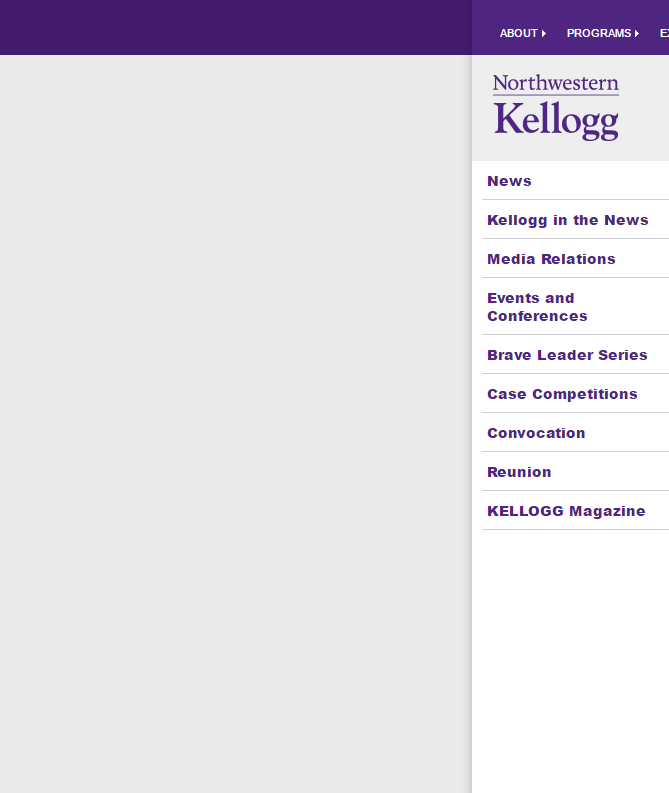 ABOUT PROGRAMS
Northwestern
Kellogg
News
Kellogg in the News
Media Relations
Events and
Conferences
Brave Leader Series
Case Competitions
Convocation
Reunion
KELLOGG Magazine